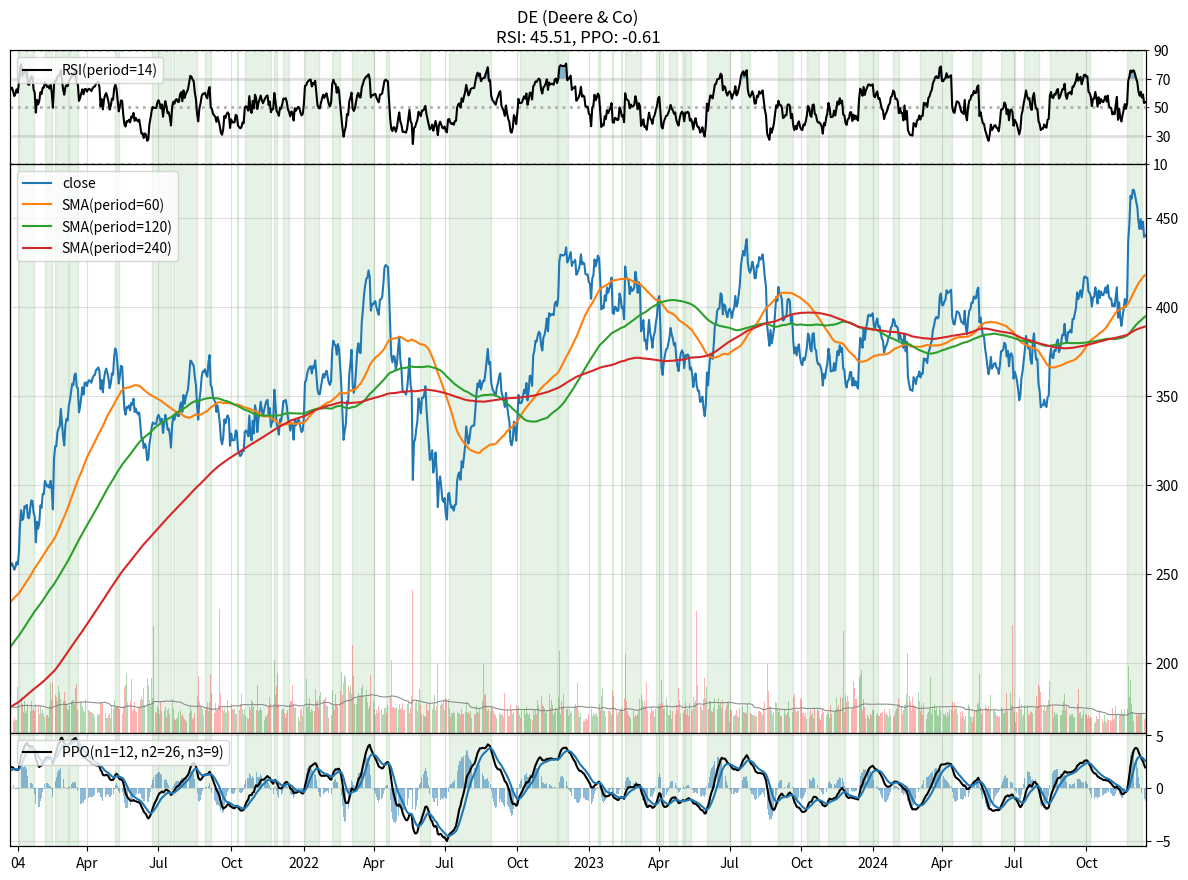 DE (Deere & Co)
RSI: 45.51, PPO: -0.61
RSI(period=14)
90
70
50
30
10
close
SMA(period=60)
SMA(period=120)
SMA(period=240)
450
400
350
300
250
200
PPO(n1=12, n2=26, n3=9)
5
0
−5
04 Apr Jul Oct 2022 Apr Jul Oct 2023 Apr Jul Oct 2024 Apr Jul Oct